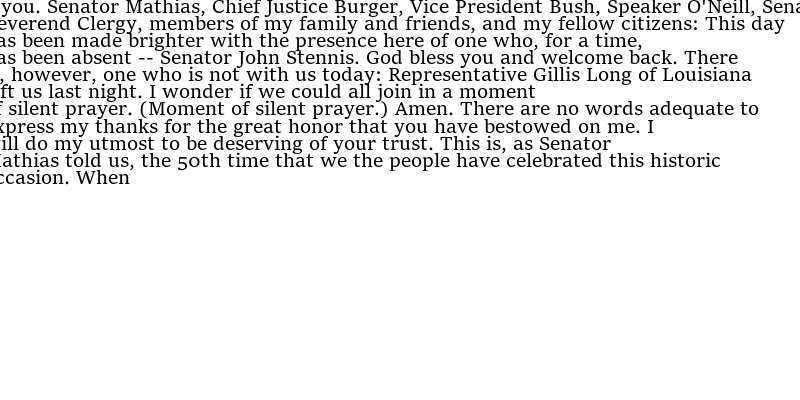 you. Senator Mathias, Chief Justice Burger, Vice President Bush, Speaker O'Neill, Sena
everend Clergy, members of my family and friends, and my fellow citizens: This day
as been made brighter with the presence here of one who, for a time,
as been absent -- Senator John Stennis. God bless you and welcome back. There
, however, one who is not with us today: Representative Gillis Long of Louisiana
ft us last night. I wonder if we could all join in a moment
f silent prayer. (Moment of silent prayer.) Amen. There are no words adequate to
xpress my thanks for the great honor that you have bestowed on me. I
ill do my utmost to be deserving of your trust. This is, as Senator
athias told us, the 50th time that we the people have celebrated this historic
ccasion. When